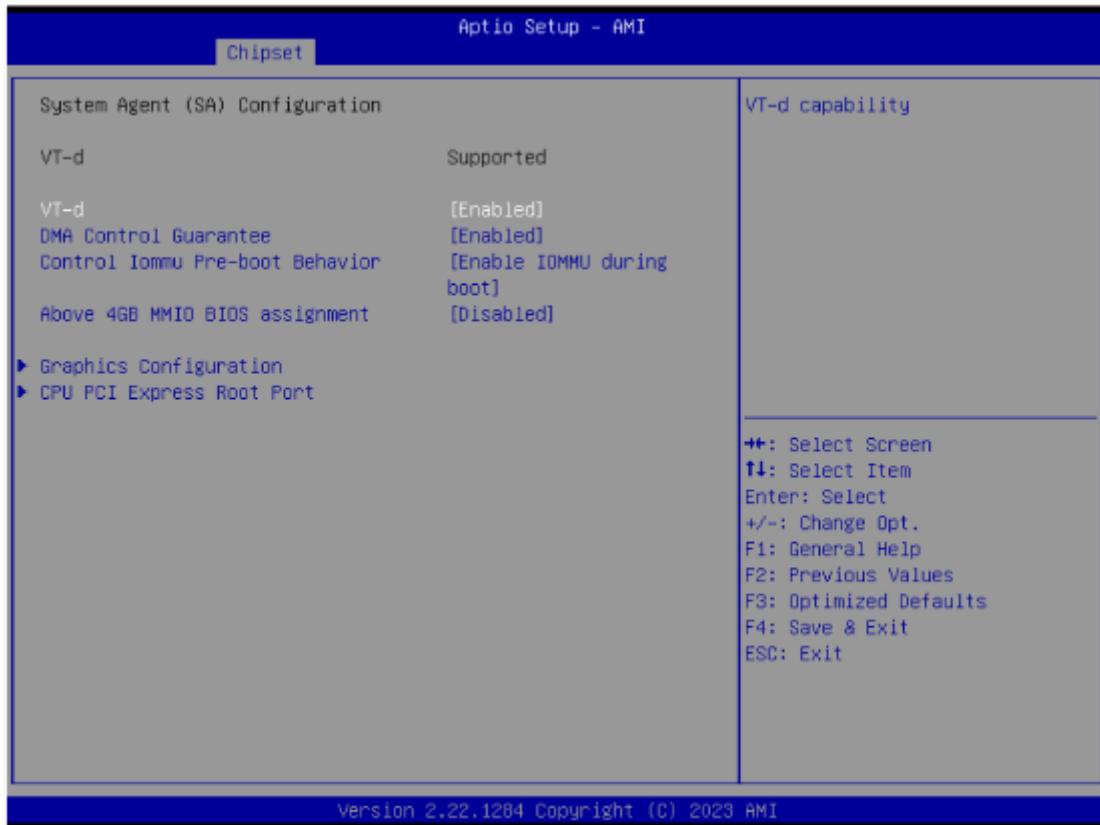 Aptio Setup - AMI
Chipset
System Agent (SA) Configuration
VT-d Supported
VT-d [Enabled]
DMA Control Guarantee [Enabled]
Control Iommu Pre-boot Behavior [Enable IOMMU during
boot]
Above 4GB MMIO BIOS assignment [Disabled]
Graphics Configuration
CPU PCI Express Root Port
VT-d capability
→←: Select Screen
↑↓: Select Item
Enter: Select
+/-: Change Opt.
F1: General Help
F2: Previous Values
F3: Optimized Defaults
F4: Save & Exit
ESC: Exit
Version 2.22.1284 Copyright (C) 2023 AMI